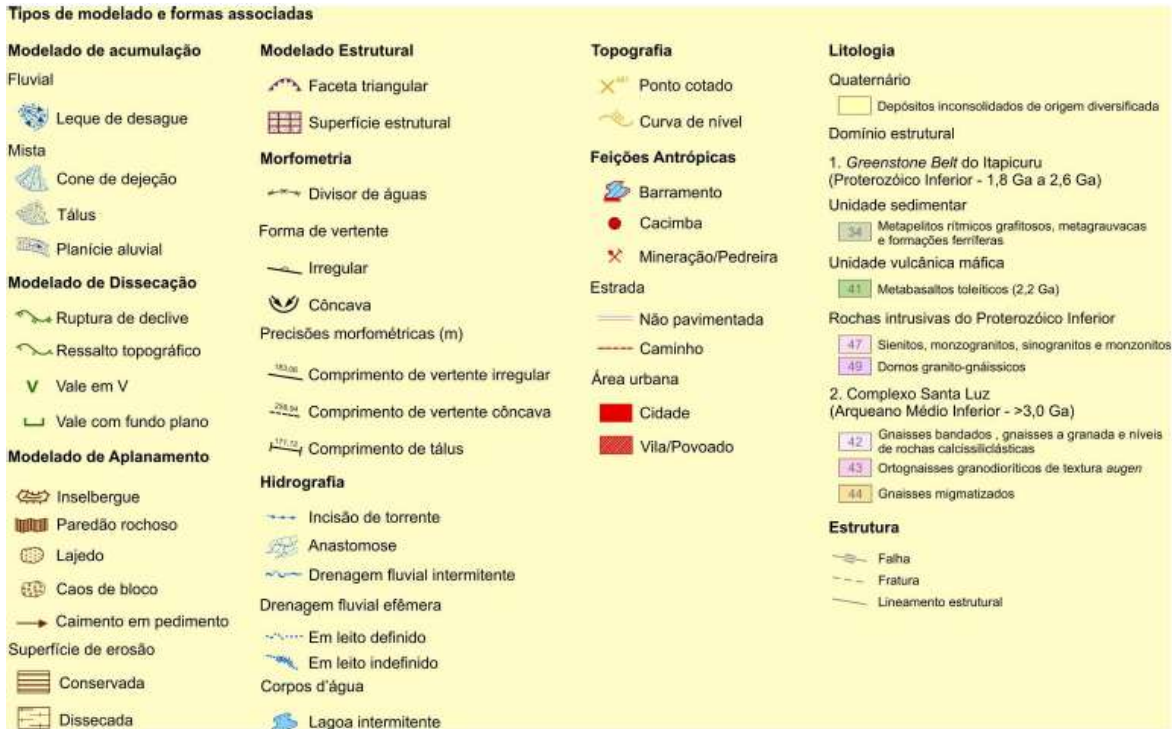 Tipos de modelado e formas associadas
Modelado de acumulação
Fluvial
Leque de desague
Mista
Cone de dejeção
Tálus
Planície aluvial
Modelado de Dissecação
Ruptura de declive
Ressalto topográfico
V Vale em V
Vale com fundo plano
Modelado de Aplanamento
Inselbergue
Paredão rochoso
Lajedo
Caos de bloco
Caimento em pedimento
Superfície de erosão
Conservada
Dissecada
Modelado Estrutural
Faceta triangular
Superfície estrutural
Morfometria
Divisor de águas
Forma de vertente
Irregular
Côncava
Precisões morfométricas (m)
Comprimento de vertente irregular
Comprimento de vertente côncava
Comprimento de tálus
Hidrografia
Incisão de torrente
Anastomose
Drenagem fluvial intermitente
Drenagem fluvial efêmera
Em leito definido
Em leito indefinido
Corpos d'água
Lagoa intermitente
Topografia
Ponto cotado
Curva de nível
Feições Antrópicas
Barramento
Cacimba
Mineração/Pedreira
Estrada
Não pavimentada
Caminho
Área urbana
Cidade
Vila/Povoado
Litologia
Quaternário
Depósitos inconsolidados de origem diversificada
Domínio estrutural
1. Greenstone Belt do Itapicuru
(Proterozóico Inferior - 1,8 Ga a 2,6 Ga)
Unidade sedimentar
34 Metapelitos rítmicos grafitosos, metagrauvacas
e formações ferríferas
Unidade vulcânica máfica
41 Metabasaltos toleíticos (2,2 Ga)
Rochas intrusivas do Proterozóico Inferior
47 Sienitos, monzogranitos, sinogranitos e monzonitos
49 Domos granito-gnáissicos
2. Complexo Santa Luz
(Arqueano Médio Inferior - >3,0 Ga)
42 Gnaisses bandados , gnaisses a granada e níveis
de rochas calcissiliclásticas
43 Ortognaisses granodioríticos de textura augen
44 Gnaisses migmatizados
Estrutura
Falha
Fratura
Lineamento estrutural